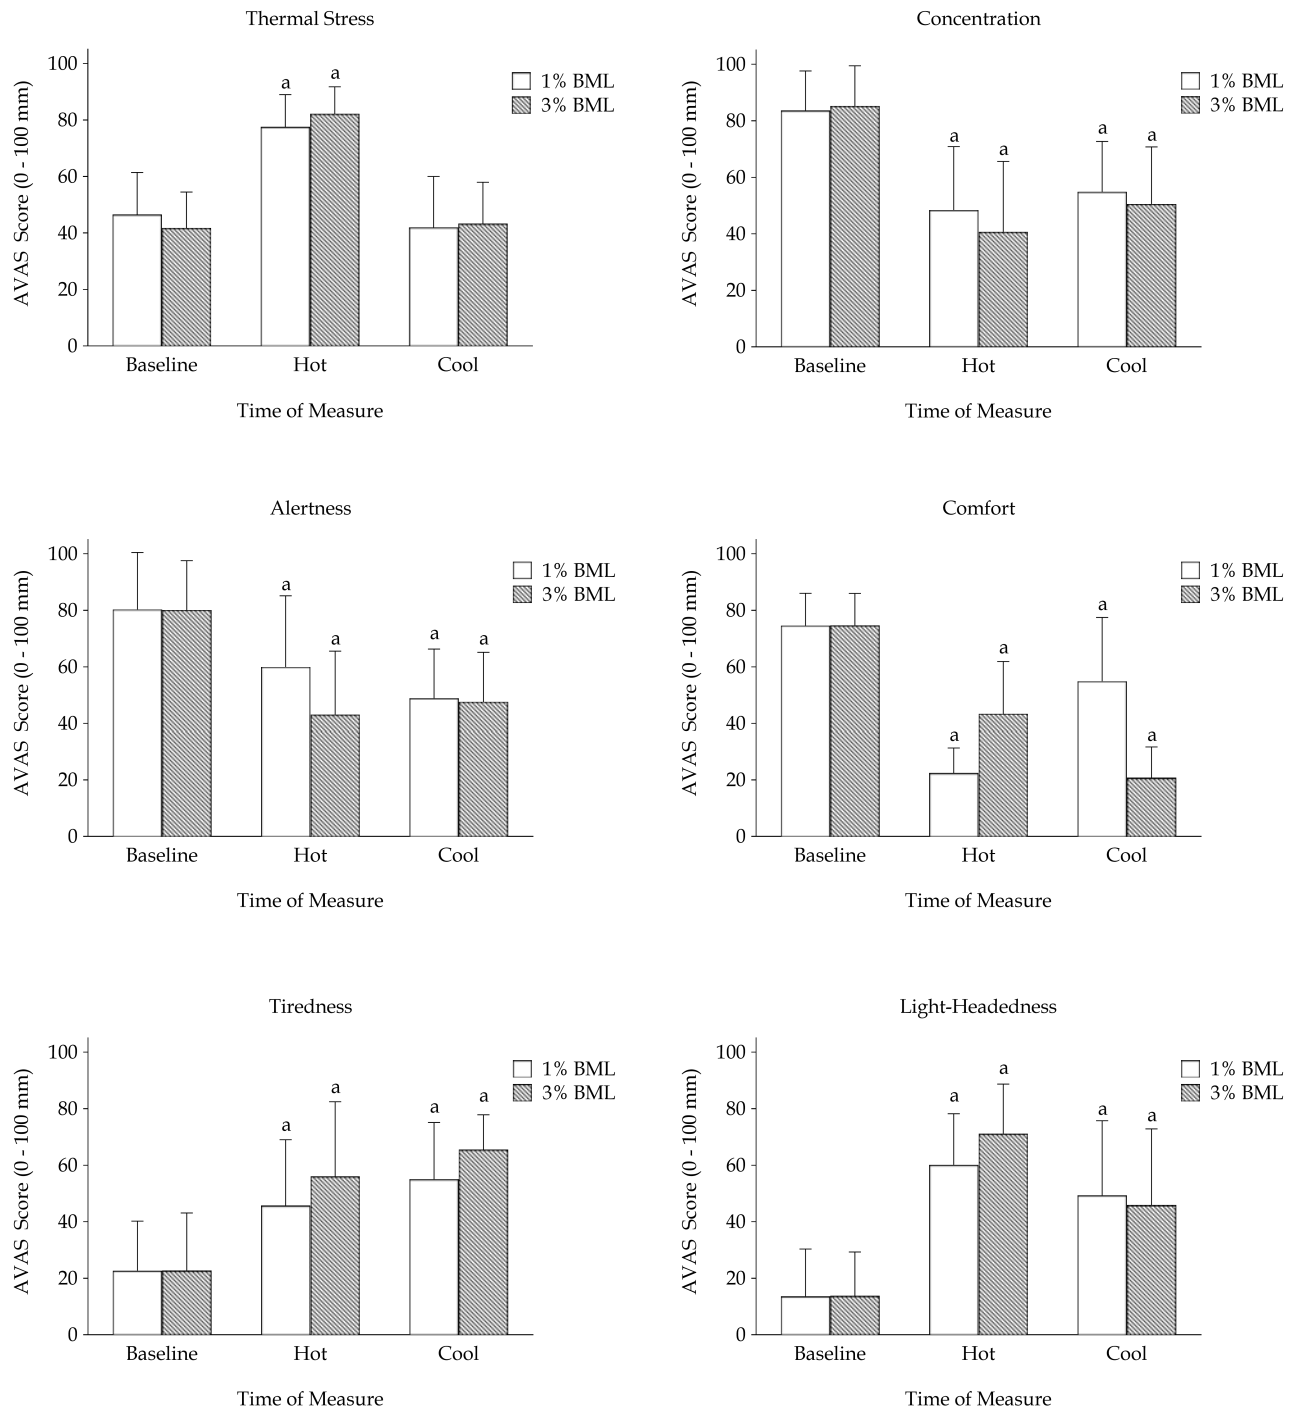 Thermal Stress
100
80
60
40
20
0
AVAS Score (0 - 100 mm)
a
a
1% BML
3% BML
Baseline
Hot
Cool
Time of Measure
Concentration
100
80
60
40
20
0
AVAS Score (0 - 100 mm)
a
a
a
a
1% BML
3% BML
Baseline
Hot
Cool
Time of Measure
Alertness
100
80
60
40
20
0
AVAS Score (0 - 100 mm)
a
a
a
a
1% BML
3% BML
Baseline
Hot
Cool
Time of Measure
Comfort
100
80
60
40
20
0
AVAS Score (0 - 100 mm)
a
a
a
a
1% BML
3% BML
Baseline
Hot
Cool
Time of Measure
Tiredness
100
80
60
40
20
0
AVAS Score (0 - 100 mm)
a
a
a
a
1% BML
3% BML
Baseline
Hot
Cool
Time of Measure
Light-Headedness
100
80
60
40
20
0
AVAS Score (0 - 100 mm)
a
a
a
a
1% BML
3% BML
Baseline
Hot
Cool
Time of Measure